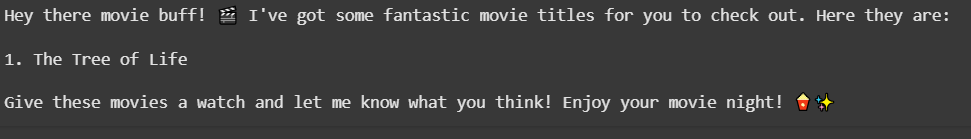 Hey there movie buff! 🎬 I've got some fantastic movie titles for you to check out. Here they are:
1. The Tree of Life
Give these movies a watch and let me know what you think! Enjoy your movie night! 🍿✨